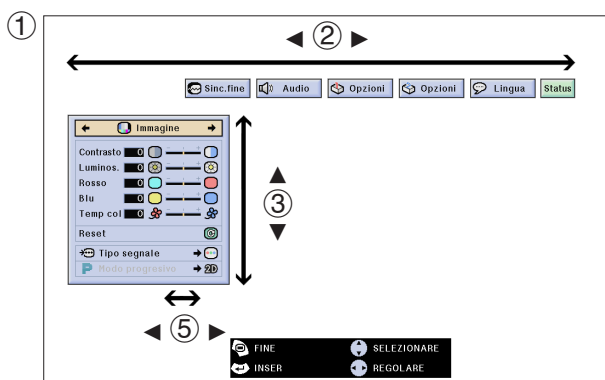 ①
◀ ② ▶
Sinc.fine Audio Opzioni Opzioni Lingua Status
Immagine
Contrasto 0
Luminos. 0
Rosso 0
Blu 0
Temp col 0
Reset
Tipo segnale
P Modo progresivo 2D
▲
③
▼
◀ ⑤ ▶
FINE SELEZIONARE
INSER REGOLARE